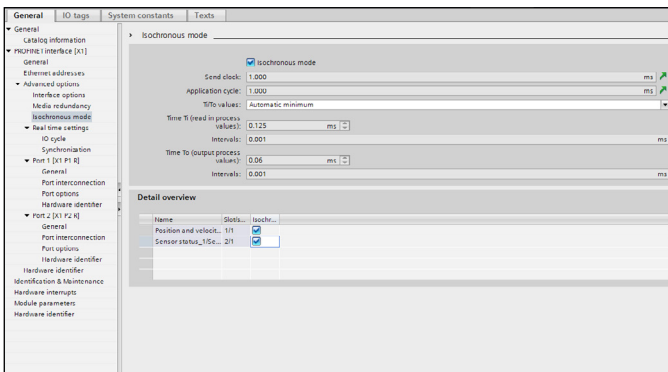 General IO tags System constants Texts
General
Catalog information
PROFINET interface [X1]
General
Ethernet addresses
Advanced options
Interface options
Media redundancy
Isochronous mode
Real time settings
IO cycle
Synchronization
Port 1 [X1 P1 R]
General
Port interconnection
Port options
Hardware identifier
Port 2 [X1 P2 R]
General
Port interconnection
Port options
Hardware identifier
Hardware identifier
Identification & Maintenance
Hardware interrupts
Module parameters
Hardware identifier
Isochronous mode
Isochronous mode
Send clock: 1.000 ms
Application cycle: 1.000 ms
Ti/To values: Automatic minimum
Time Ti (read in process
values): 0.125 ms
Intervals: 0.001 ms
Time To (output process
values): 0.06 ms
Intervals: 0.001 ms
Detail overview
Name Slot/s... Isochr...
Position and velocit... 1/1
Sensor status_1/Se... 2/1